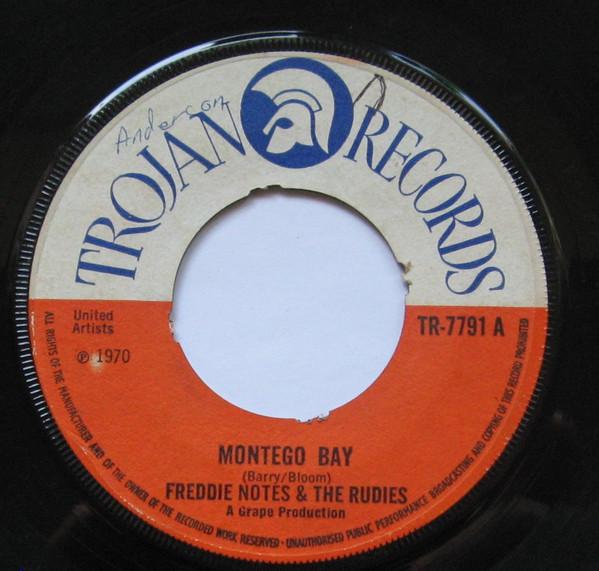 Anderson
TROJAN RECORDS
United
Artists
TR-7791 A
℗ 1970
MONTEGO BAY
(Barry/Bloom)
FREDDIE NOTES & THE RUDIES
A Grape Production
ALL RIGHTS OF THE MANUFACTURER AND OF THE OWNER OF THE RECORDED WORK RESERVED · UNAUTHORISED PUBLIC PERFORMANCE BROADCASTING AND COPYING OF THIS RECORD PROHIBITED